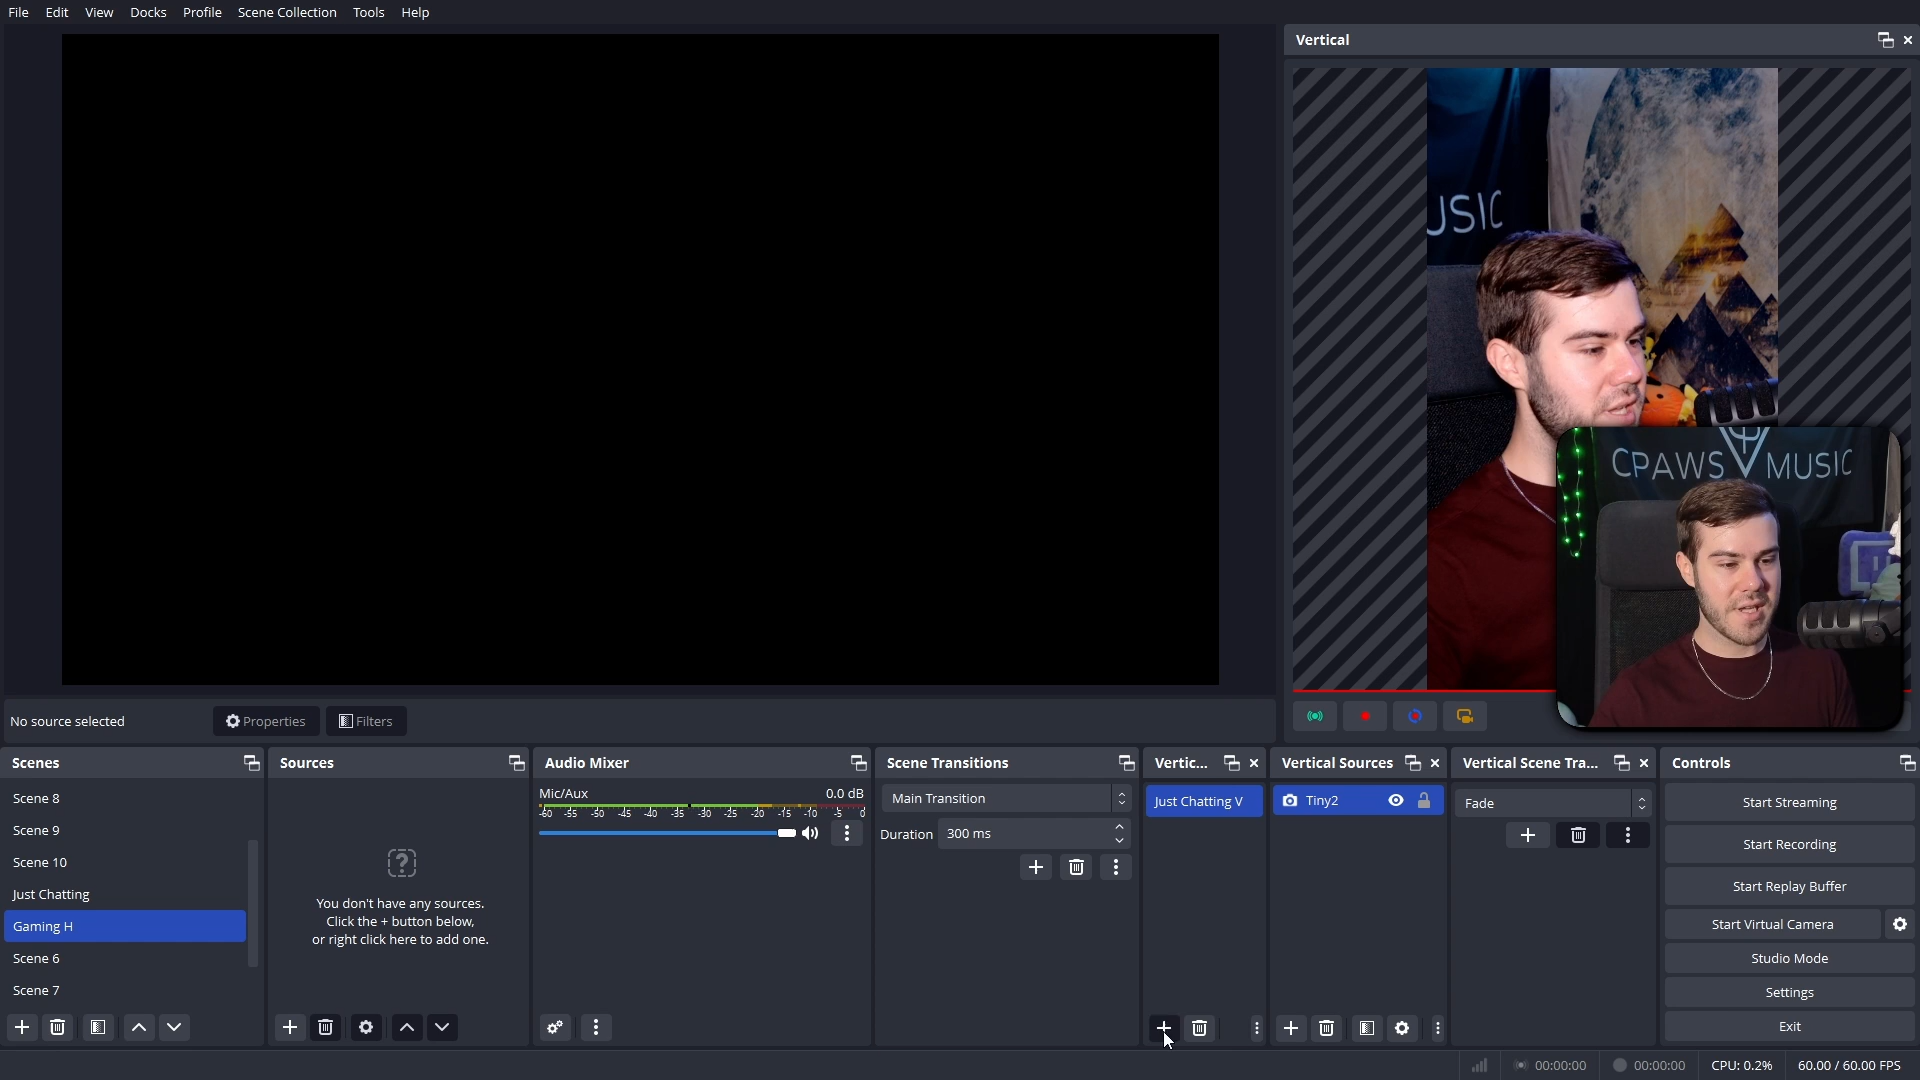 File Edit View Docks Profile Scene Collection Tools Help
Vertical
USIC
CPAWS MUSIC
No source selected
Properties
Filters
Scenes
Scene 8
Scene 9
Scene 10
Just Chatting
Gaming H
Scene 6
Scene 7
Sources
You don't have any sources.
Click the + button below,
or right click here to add one.
Audio Mixer
Mic/Aux 0.0 dB
-60 -55 -50 -45 -40 -35 -30 -25 -20 -15 -10 -5 0
Scene Transitions
Main Transition
Duration 300 ms
Vertic...
Just Chatting V
Vertical Sources
Tiny2
Vertical Scene Tra...
Fade
Controls
Start Streaming
Start Recording
Start Replay Buffer
Start Virtual Camera
Studio Mode
Settings
Exit
00:00:00 00:00:00 CPU: 0.2% 60.00 / 60.00 FPS